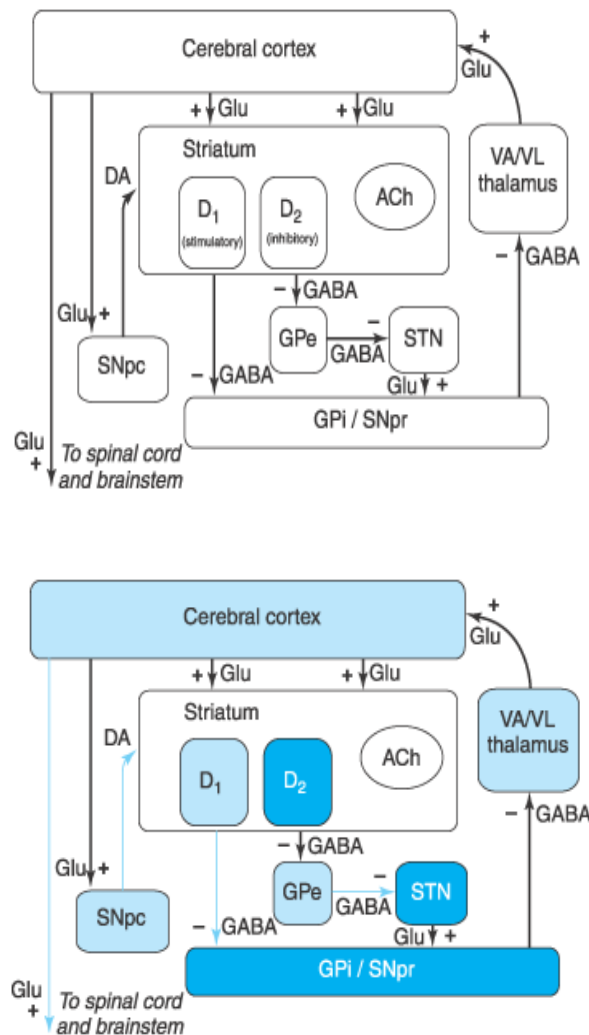 Cerebral cortex
+
Glu
+ Glu
+ Glu
Striatum
VA/VL
thalamus
DA
D1
(stimulatory)
D2
(inhibitory)
ACh
– GABA
– GABA
Glu +
GPe
–
GABA
STN
SNpc
– GABA
Glu +
GPi / SNpr
Glu
+
To spinal cord
and brainstem
Cerebral cortex
+
Glu
+ Glu
+ Glu
Striatum
VA/VL
thalamus
DA
D1
D2
ACh
– GABA
– GABA
Glu +
GPe
–
GABA
STN
SNpc
– GABA
Glu +
GPi / SNpr
Glu
+
To spinal cord
and brainstem